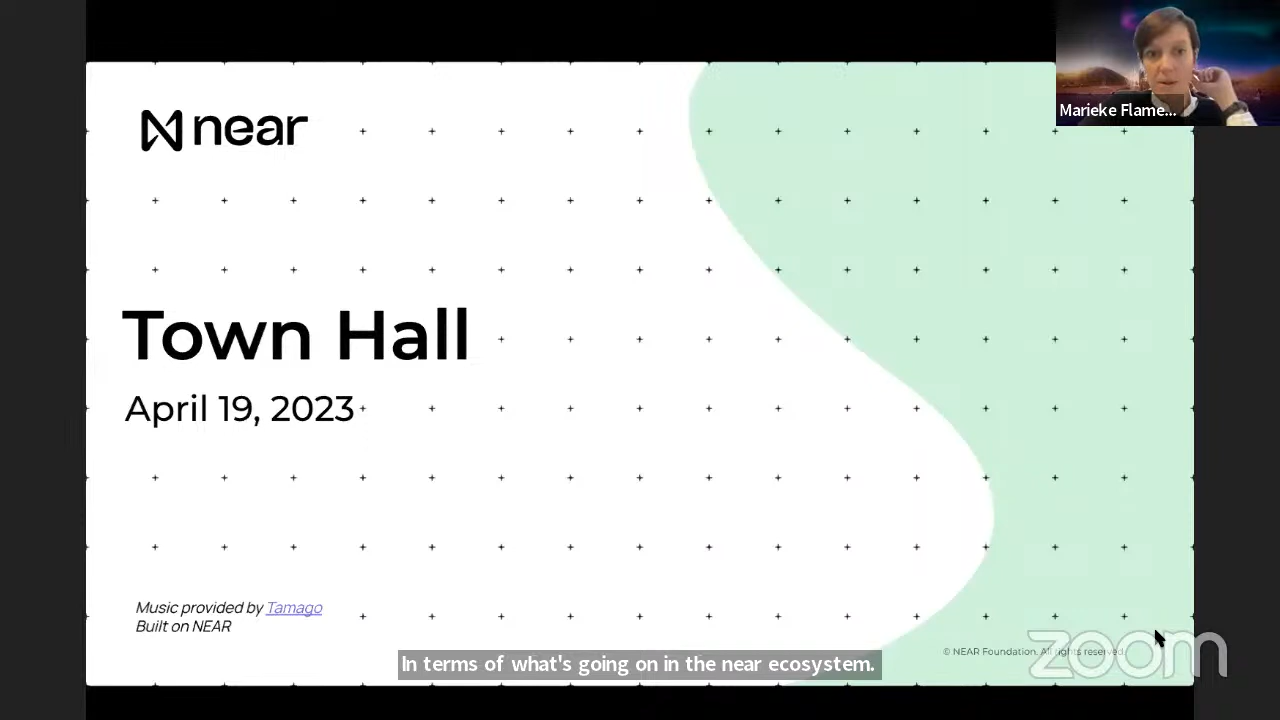 near
Marieke Flame...
Town Hall
April 19, 2023
Music provided by Tamago
Built on NEAR
In terms of what's going on in the near ecosystem.
© NEAR Foundation. All rights reserved.
zoom